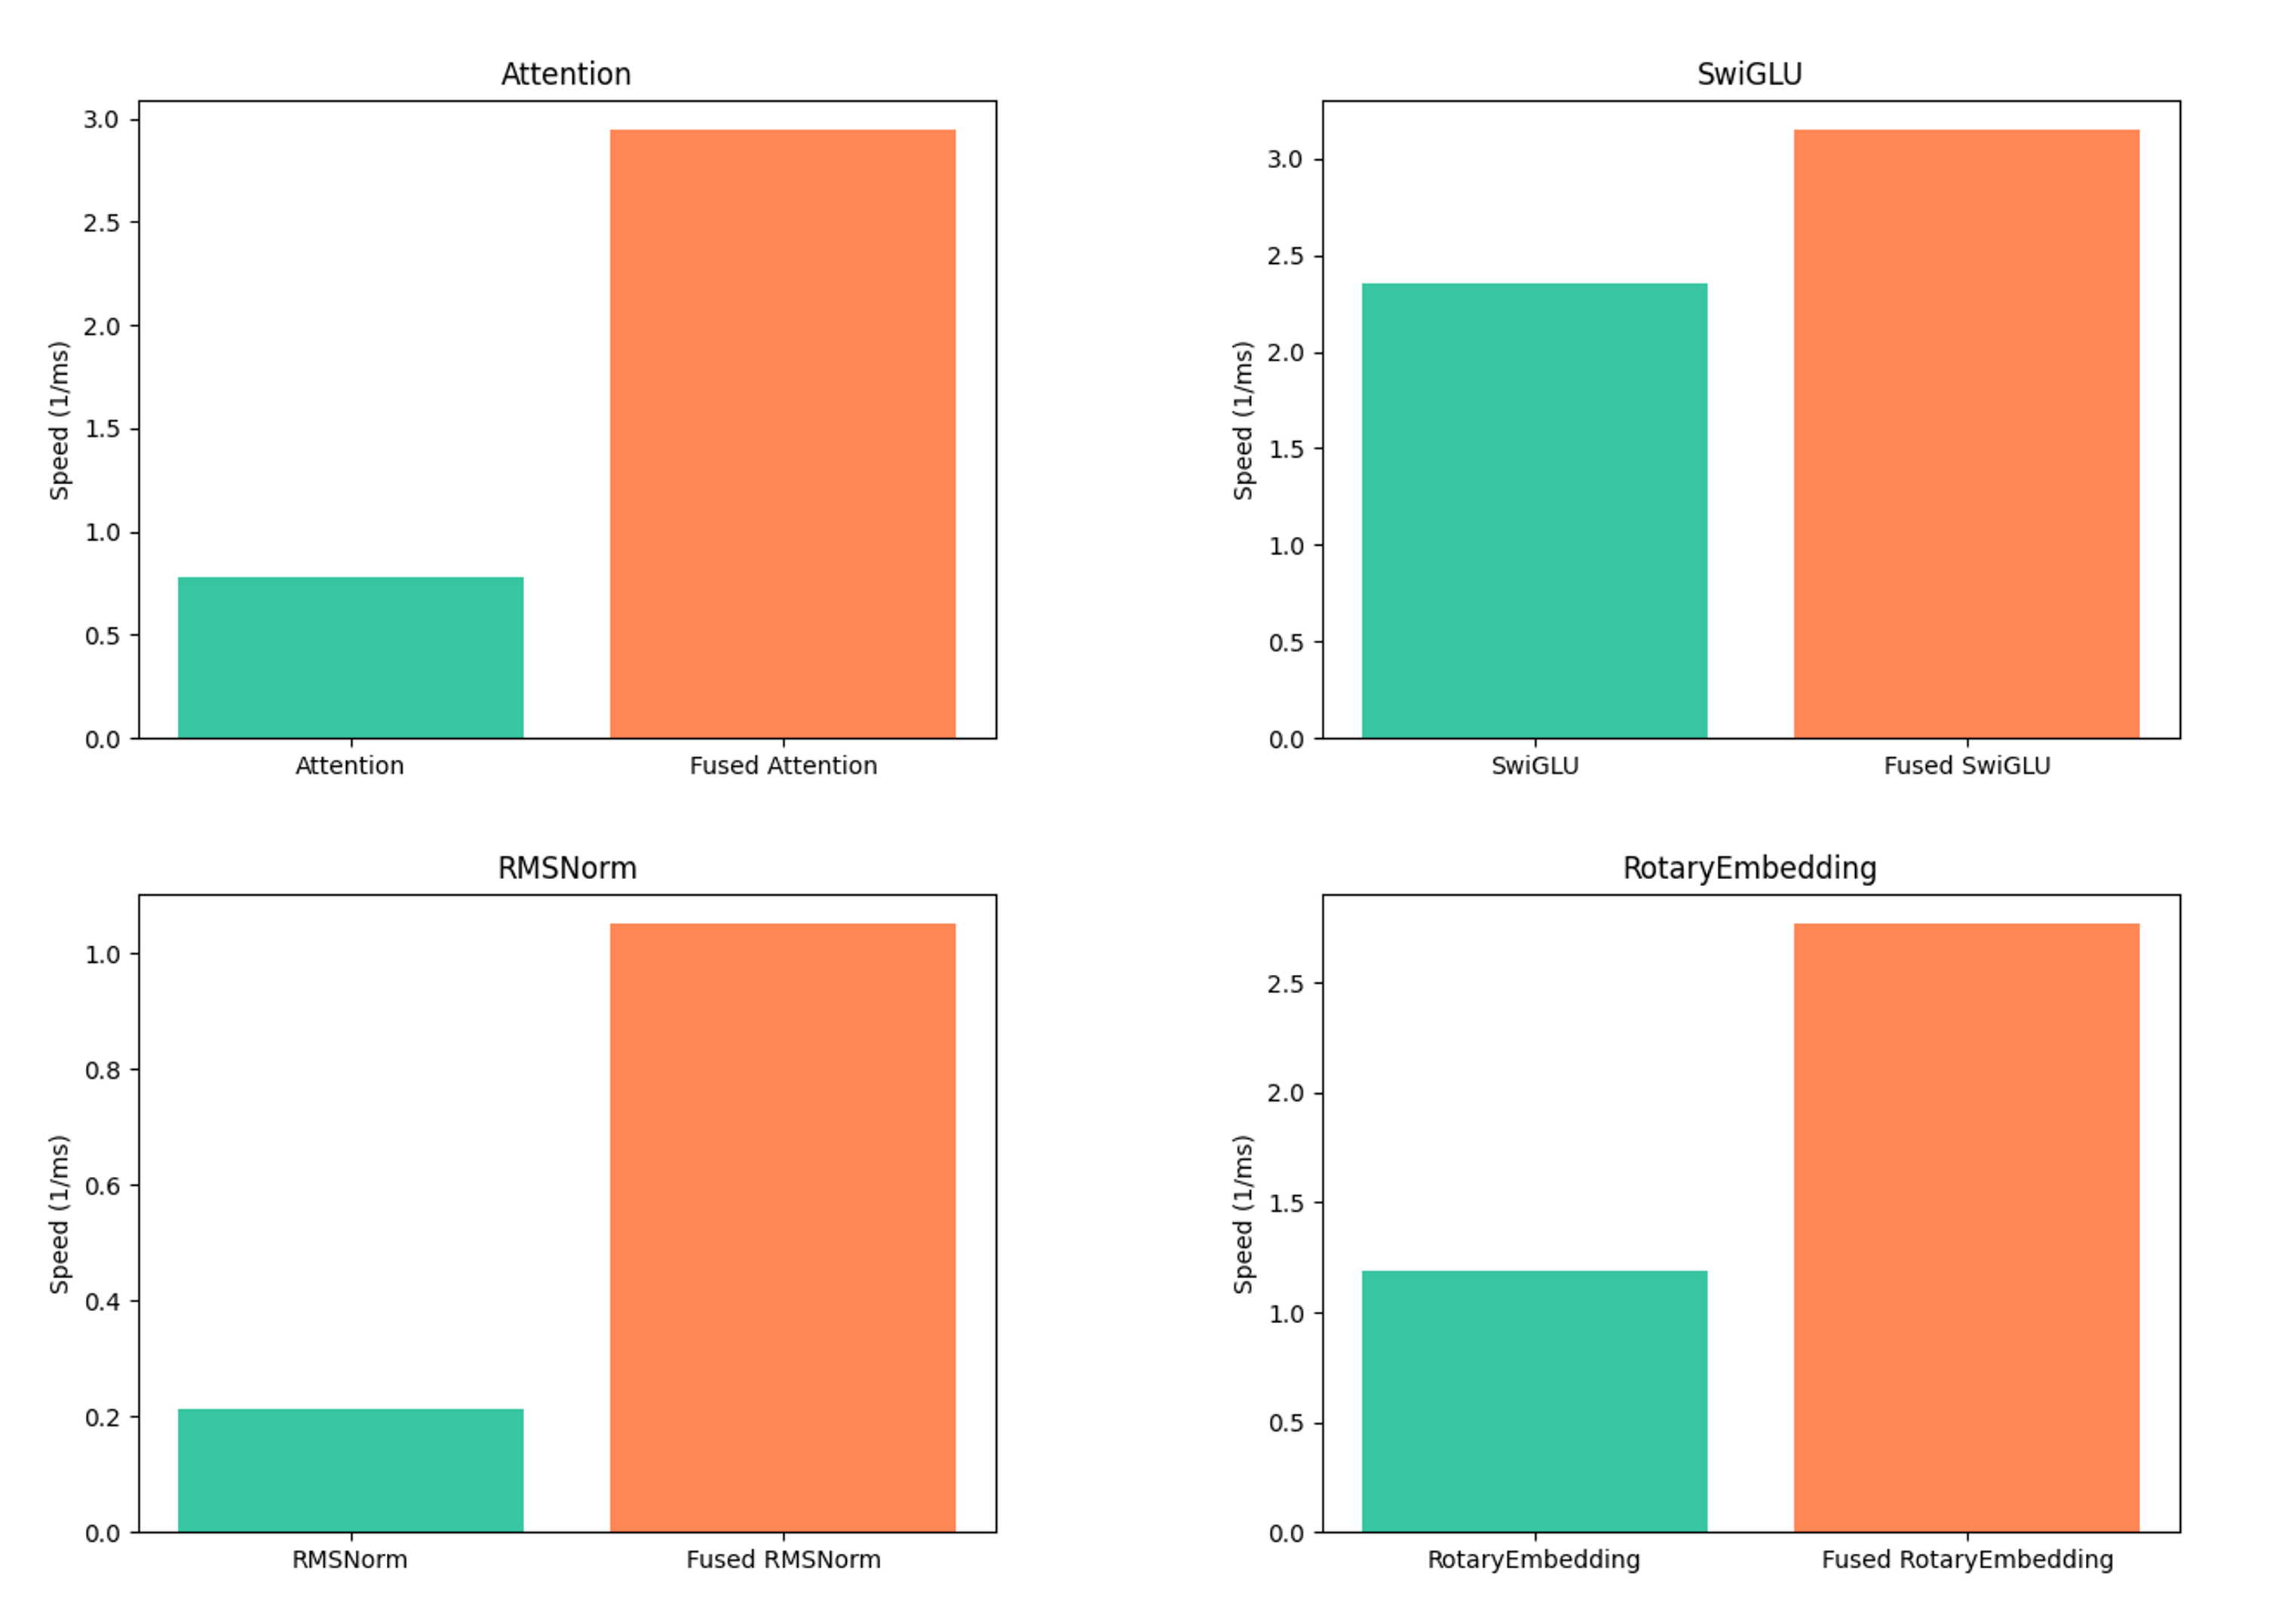 Attention
3.0
2.5
2.0
1.5
1.0
0.5
0.0
Speed (1/ms)
Attention
Fused Attention
SwiGLU
3.0
2.5
2.0
1.5
1.0
0.5
0.0
Speed (1/ms)
SwiGLU
Fused SwiGLU
RMSNorm
1.0
0.8
0.6
0.4
0.2
0.0
Speed (1/ms)
RMSNorm
Fused RMSNorm
RotaryEmbedding
2.5
2.0
1.5
1.0
0.5
0.0
Speed (1/ms)
RotaryEmbedding
Fused RotaryEmbedding